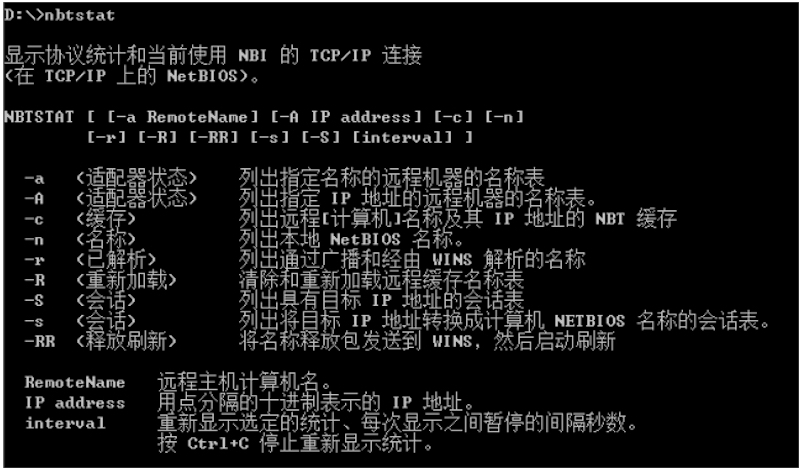 D:\>nbtstat
显示协议统计和当前使用 NBI 的 TCP/IP 连接
(在 TCP/IP 上的 NetBIOS)。
NBTSTAT [ [-a RemoteName] [-A IP address] [-c] [-n]
[-r] [-R] [-RR] [-s] [-S] [interval] ]
-a (适配器状态) 列出指定名称的远程机器的名称表
-A (适配器状态) 列出指定 IP 地址的远程机器的名称表。
-c (缓存) 列出远程[计算机]名称及其 IP 地址的 NBT 缓存
-n (名称) 列出本地 NetBIOS 名称。
-r (已解析) 列出通过广播和经由 WINS 解析的名称
-R (重新加载) 清除和重新加载远程缓存名称表
-S (会话) 列出具有目标 IP 地址的会话表
-s (会话) 列出将目标 IP 地址转换成计算机 NETBIOS 名称的会话表。
-RR (释放刷新) 将名称释放包发送到 WINS，然后启动刷新
RemoteName 远程主机计算机名。
IP address 用点分隔的十进制表示的 IP 地址。
interval 重新显示选定的统计、每次显示之间暂停的间隔秒数。
按 Ctrl+C 停止重新显示统计。